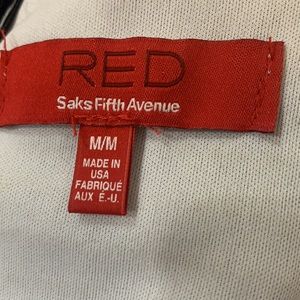 RED
Saks Fifth Avenue
M/M
MADE IN
USA
FABRIQUÉ
AUX É.-U.